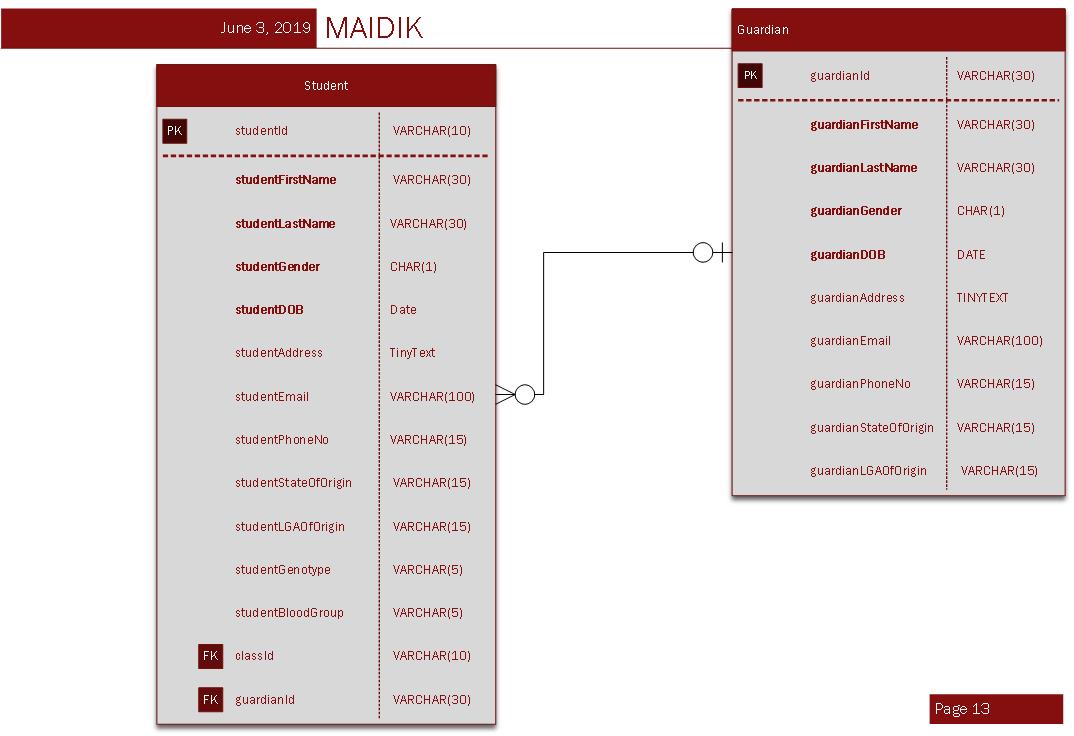 June 3, 2019 MAIDIK
Student
PK studentId VARCHAR(10)
studentFirstName VARCHAR(30)
studentLastName VARCHAR(30)
studentGender CHAR(1)
studentDOB Date
studentAddress TinyText
studentEmail VARCHAR(100)
studentPhoneNo VARCHAR(15)
studentStateOfOrigin VARCHAR(15)
studentLGAOfOrigin VARCHAR(15)
studentGenotype VARCHAR(5)
studentBloodGroup VARCHAR(5)
FK classId VARCHAR(10)
FK guardianId VARCHAR(30)
Guardian
PK guardianId VARCHAR(30)
guardianFirstName VARCHAR(30)
guardianLastName VARCHAR(30)
guardianGender CHAR(1)
guardianDOB DATE
guardianAddress TINYTEXT
guardianEmail VARCHAR(100)
guardianPhoneNo VARCHAR(15)
guardianStateOfOrigin VARCHAR(15)
guardianLGAOfOrigin VARCHAR(15)
Page 13